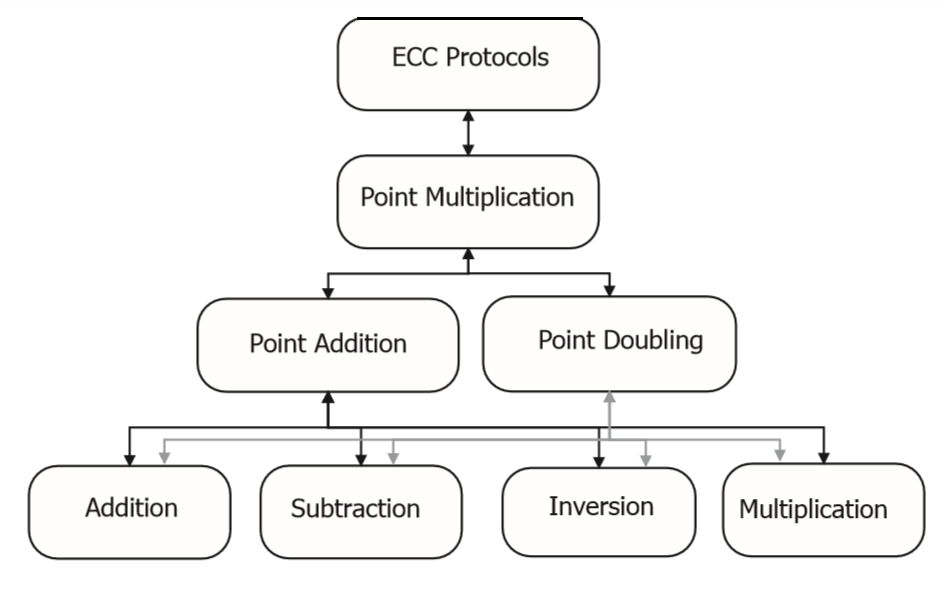 ECC Protocols
Point Multiplication
Point Addition
Point Doubling
Addition
Subtraction
Inversion
Multiplication